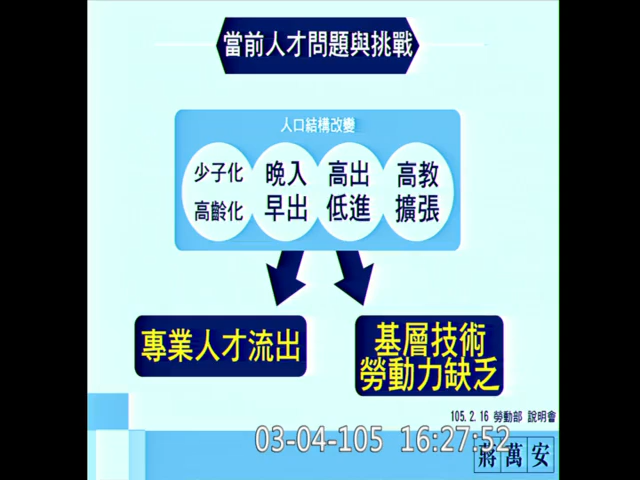 當前人才問題與挑戰
人口結構改變
少子化 晚入 高出 高教
高齡化 早出 低進 擴張
專業人才流出
基層技術
勞動力缺乏
105.2.16 勞動部 說明會
03-04-105 16:27:52
蔣萬安